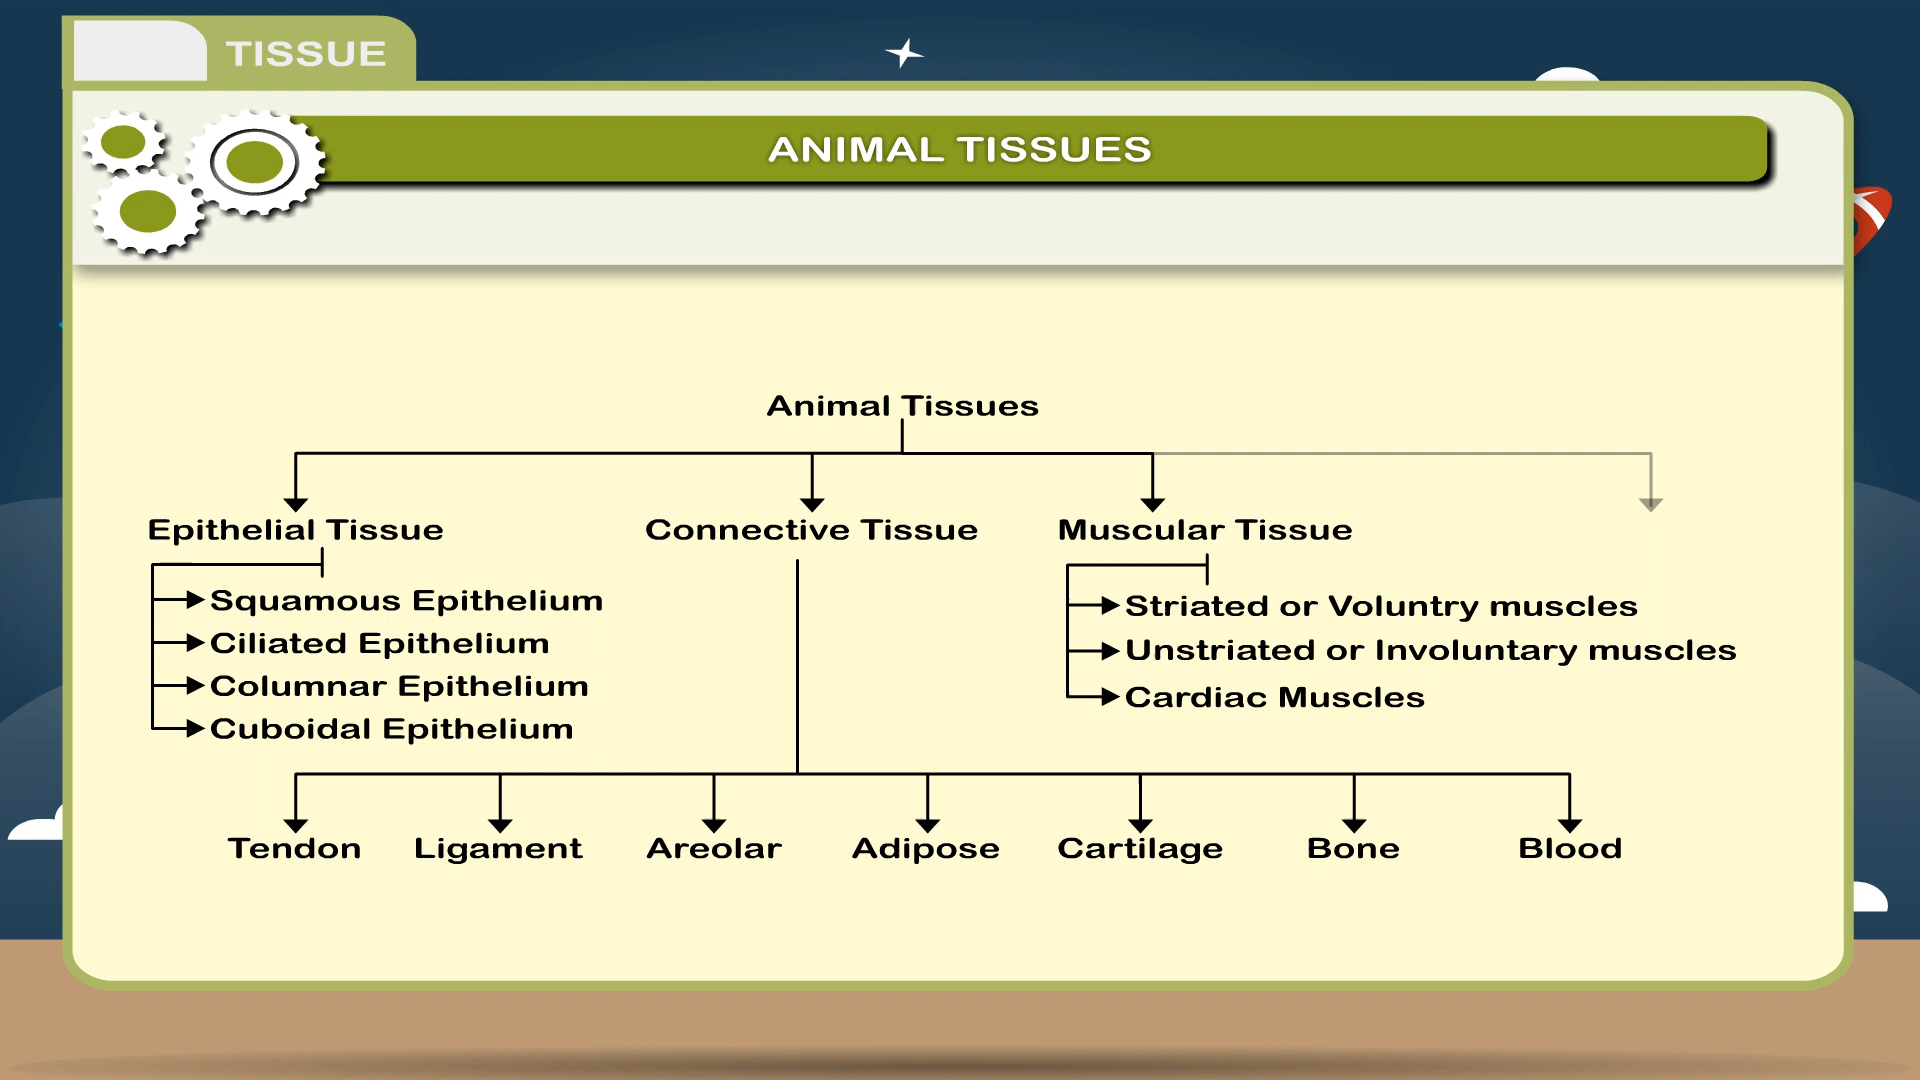 TISSUE
ANIMAL TISSUES
Animal Tissues
Epithelial Tissue
Connective Tissue
Muscular Tissue
Squamous Epithelium
Ciliated Epithelium
Columnar Epithelium
Cuboidal Epithelium
Striated or Voluntry muscles
Unstriated or Involuntary muscles
Cardiac Muscles
Tendon
Ligament
Areolar
Adipose
Cartilage
Bone
Blood